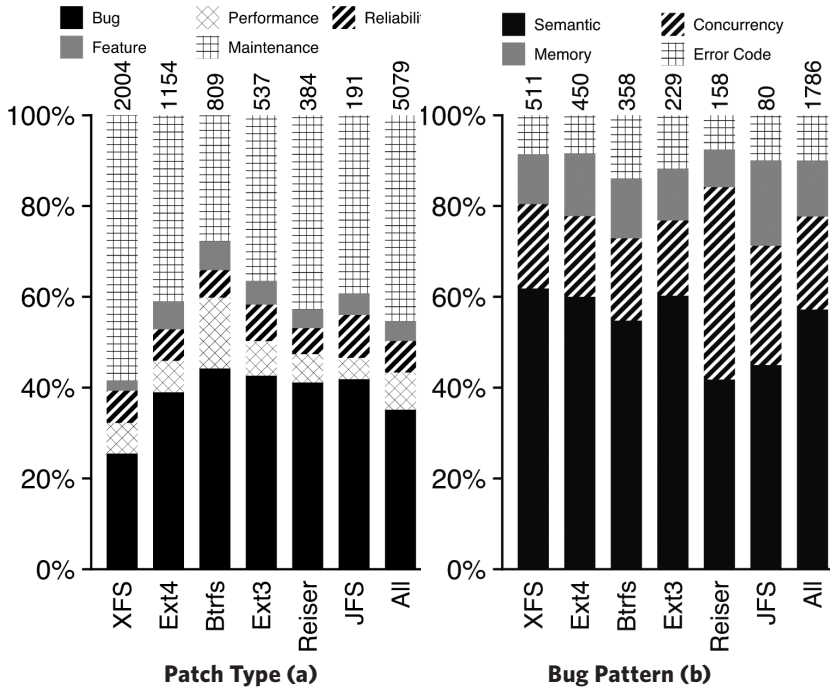 Bug
Performance
Reliabili
Feature
Maintenance
2004
1154
809
537
384
191
5079
100%
80%
60%
40%
20%
0%
XFS
Ext4
Btrfs
Ext3
Reiser
JFS
All
Patch Type (a)
Semantic
Concurrency
Memory
Error Code
511
450
358
229
158
80
1786
100%
80%
60%
40%
20%
0%
XFS
Ext4
Btrfs
Ext3
Reiser
JFS
All
Bug Pattern (b)